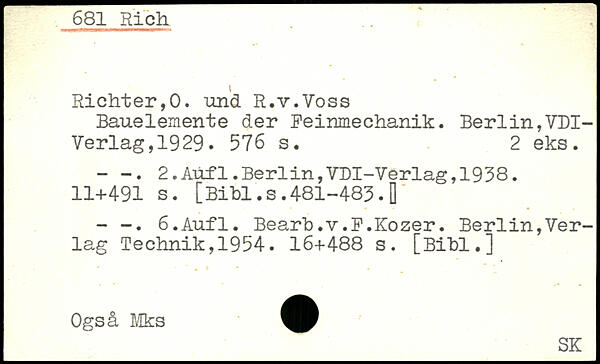 681 Rich
Richter,O. und R.v.Voss
Bauelemente der Feinmechanik. Berlin,VDI-
Verlag,1929. 576 s. 2 eks.
- -. 2.Aufl.Berlin,VDI-Verlag,1938.
11+491 s. [Bibl.s.481-483.]
- -. 6.Aufl. Bearb.v.F.Kozer. Berlin,Ver-
lag Technik,1954. 16+488 s. [Bibl.]
Også Mks
SK